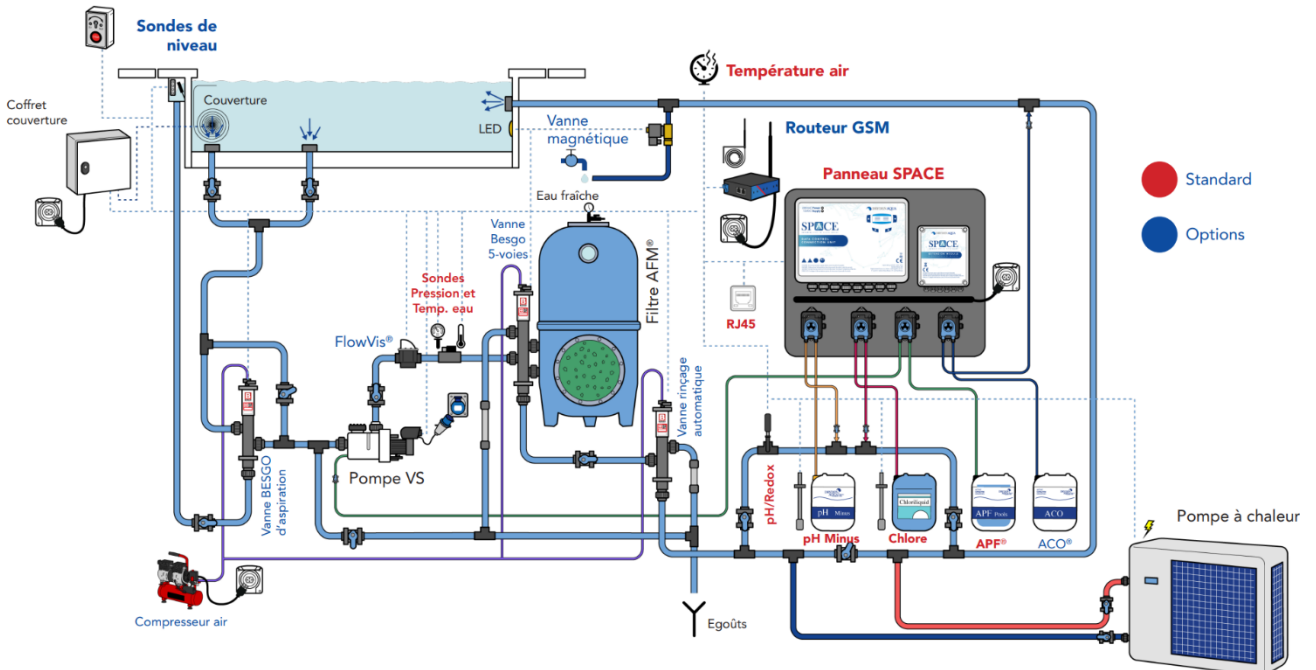 Sondes de
niveau
Coffret
couverture
Couverture
LED
Vanne
magnétique
Eau fraîche
Température air
Routeur GSM
Panneau SPACE
SPACE
SPACE
Standard
Options
RJ45
Vanne
Besgo
5-voies
Sondes
Pression et
Temp. eau
FlowVis®
Filtre AFM®
Vanne rinçage
automatique
Vanne BESGO
d'aspiration
Pompe VS
pH/Redox
pH Minus
Chlorliquid
APF
ACO
pH Minus
Chlore
APF®
ACO®
Pompe à chaleur
Compresseur air
Egoûts